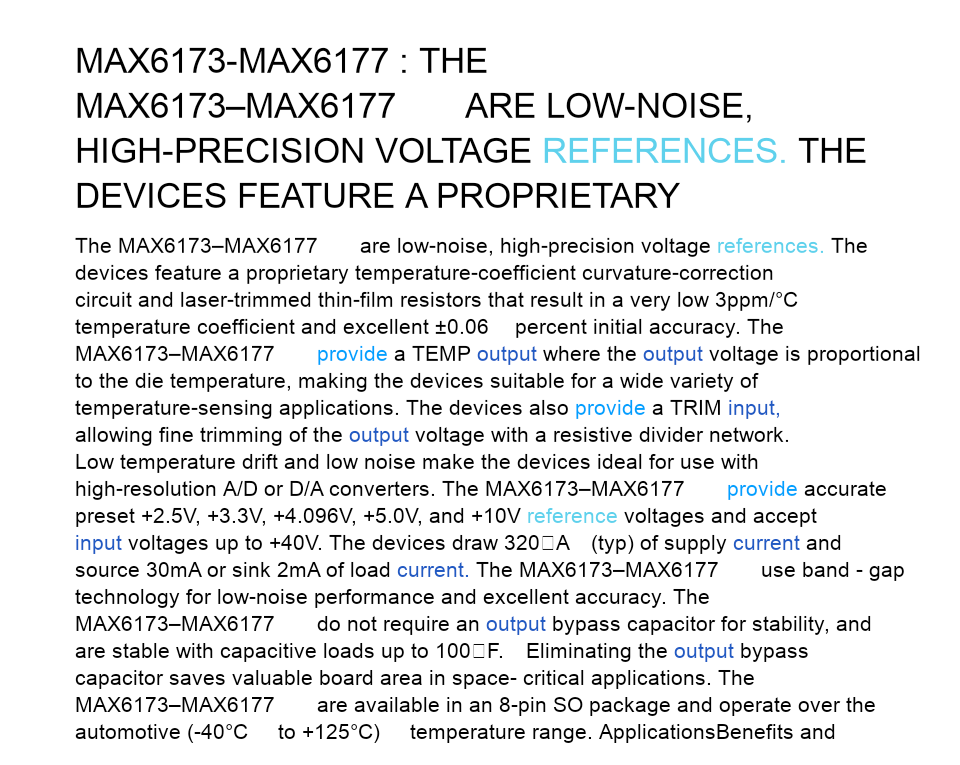 MAX6173-MAX6177 : THE
MAX6173–MAX6177 ARE LOW-NOISE,
HIGH-PRECISION VOLTAGE REFERENCES. THE
DEVICES FEATURE A PROPRIETARY
The MAX6173–MAX6177 are low-noise, high-precision voltage references. The
devices feature a proprietary temperature-coefficient curvature-correction
circuit and laser-trimmed thin-film resistors that result in a very low 3ppm/°C
temperature coefficient and excellent ±0.06 percent initial accuracy. The
MAX6173–MAX6177 provide a TEMP output where the output voltage is proportional
to the die temperature, making the devices suitable for a wide variety of
temperature-sensing applications. The devices also provide a TRIM input,
allowing fine trimming of the output voltage with a resistive divider network.
Low temperature drift and low noise make the devices ideal for use with
high-resolution A/D or D/A converters. The MAX6173–MAX6177 provide accurate
preset +2.5V, +3.3V, +4.096V, +5.0V, and +10V reference voltages and accept
input voltages up to +40V. The devices draw 320□A (typ) of supply current and
source 30mA or sink 2mA of load current. The MAX6173–MAX6177 use band - gap
technology for low-noise performance and excellent accuracy. The
MAX6173–MAX6177 do not require an output bypass capacitor for stability, and
are stable with capacitive loads up to 100□F. Eliminating the output bypass
capacitor saves valuable board area in space- critical applications. The
MAX6173–MAX6177 are available in an 8-pin SO package and operate over the
automotive (-40°C to +125°C) temperature range. ApplicationsBenefits and